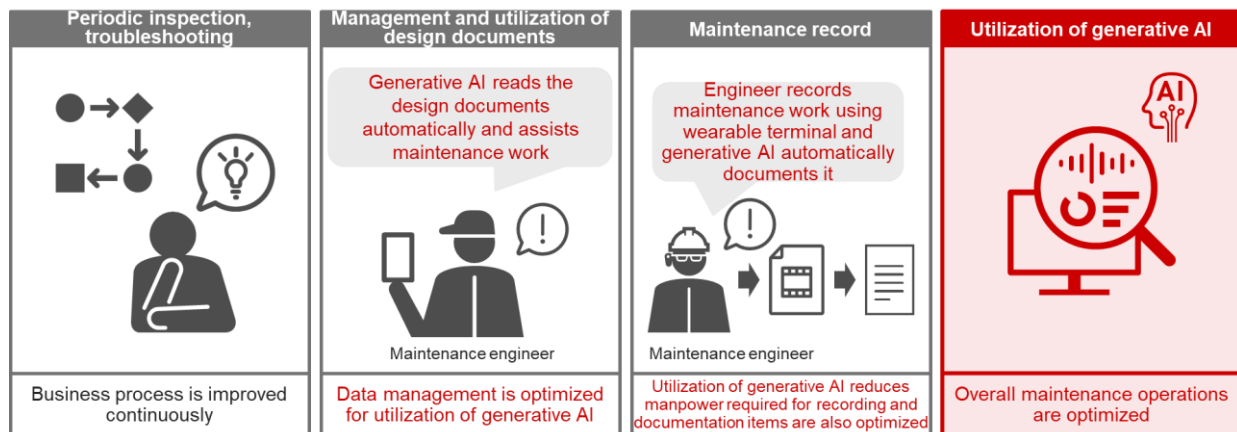 Periodic inspection,
troubleshooting
Business process is improved
continuously
Management and utilization of
design documents
Generative AI reads the
design documents
automatically and assists
maintenance work
Maintenance engineer
Data management is optimized
for utilization of generative AI
Maintenance record
Engineer records
maintenance work using
wearable terminal and
generative AI automatically
documents it
Maintenance engineer
Utilization of generative AI reduces
manpower required for recording and
documentation items are also optimized
Utilization of generative AI
AI
Overall maintenance operations
are optimized